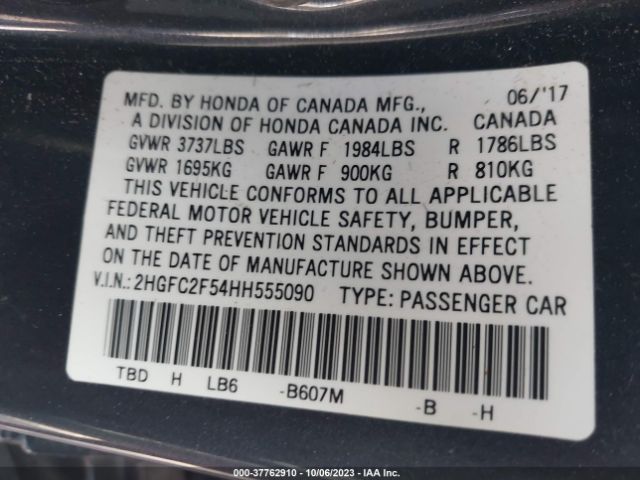 MFD. BY HONDA OF CANADA MFG., 06/'17
A DIVISION OF HONDA CANADA INC. CANADA
GVWR 3737LBS GAWR F 1984LBS R 1786LBS
GVWR 1695KG GAWR F 900KG R 810KG
THIS VEHICLE CONFORMS TO ALL APPLICABLE
FEDERAL MOTOR VEHICLE SAFETY, BUMPER,
AND THEFT PREVENTION STANDARDS IN EFFECT
ON THE DATE OF MANUFACTURE SHOWN ABOVE.
V.I.N.: 2HGFC2F54HH555090 TYPE: PASSENGER CAR
TBD H LB6 -B607M -B -H
000-37762910 - 10/06/2023 - IAA Inc.